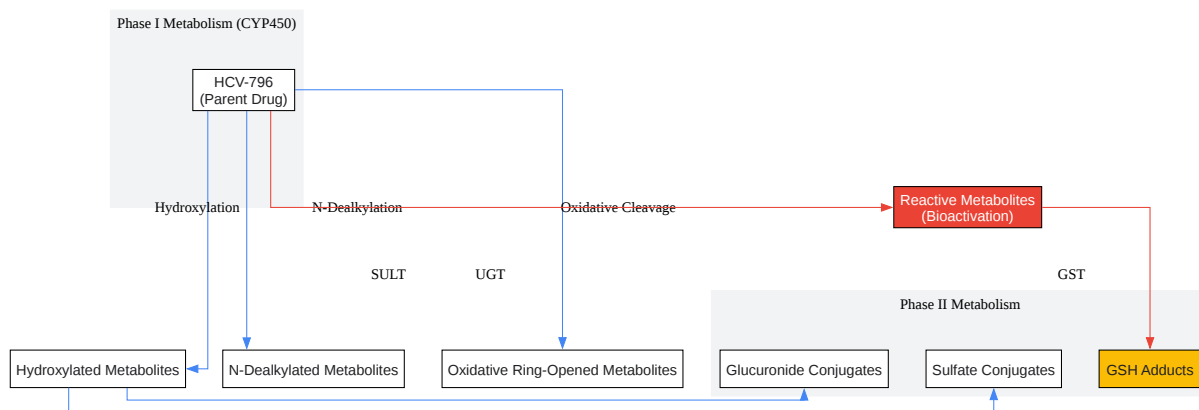 Phase I Metabolism (CYP450)
HCV-796
(Parent Drug)
Hydroxylation
N-Dealkylation
Oxidative Cleavage
Reactive Metabolites
(Bioactivation)
SULT
UGT
GST
Phase II Metabolism
Hydroxylated Metabolites
N-Dealkylated Metabolites
Oxidative Ring-Opened Metabolites
Glucuronide Conjugates
Sulfate Conjugates
GSH Adducts